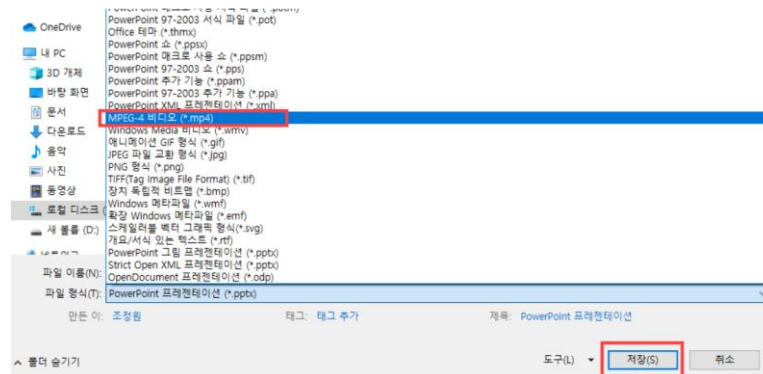 PowerPoint 97-2003 서식 파일 (*.pot)
Office 테마 (*.thmx)
PowerPoint 쇼 (*.ppsx)
PowerPoint 매크로 사용 쇼 (*.ppsm)
PowerPoint 97-2003 쇼 (*.pps)
PowerPoint 추가 기능 (*.ppam)
PowerPoint 97-2003 추가 기능 (*.ppa)
PowerPoint XML 프레젠테이션 (*.xml)
MPEG-4 비디오 (*.mp4)
Windows Media 비디오 (*.wmv)
애니메이션 GIF 형식 (*.gif)
JPEG 파일 교환 형식 (*.jpg)
PNG 형식 (*.png)
TIFF(Tag Image File Format) (*.tif)
장치 독립적 비트맵 (*.bmp)
Windows 메타파일 (*.wmf)
확장 Windows 메타파일 (*.emf)
스케일러블 벡터 그래픽 형식(*.svg)
개요/서식 있는 텍스트 (*.rtf)
PowerPoint 그림 프레젠테이션 (*.pptx)
Strict Open XML 프레젠테이션 (*.pptx)
OpenDocument 프레젠테이션 (*.odp)
OneDrive
내 PC
3D 개체
바탕 화면
문서
다운로드
음악
사진
동영상
로컬 디스크 (
새 볼륨 (D:)
파일 이름(N):
파일 형식(T): PowerPoint 프레젠테이션 (*.pptx)
만든 이: 조정원 태그: 태그 추가 제목: PowerPoint 프레젠테이션
폴더 숨기기 도구(L) 저장(S) 취소